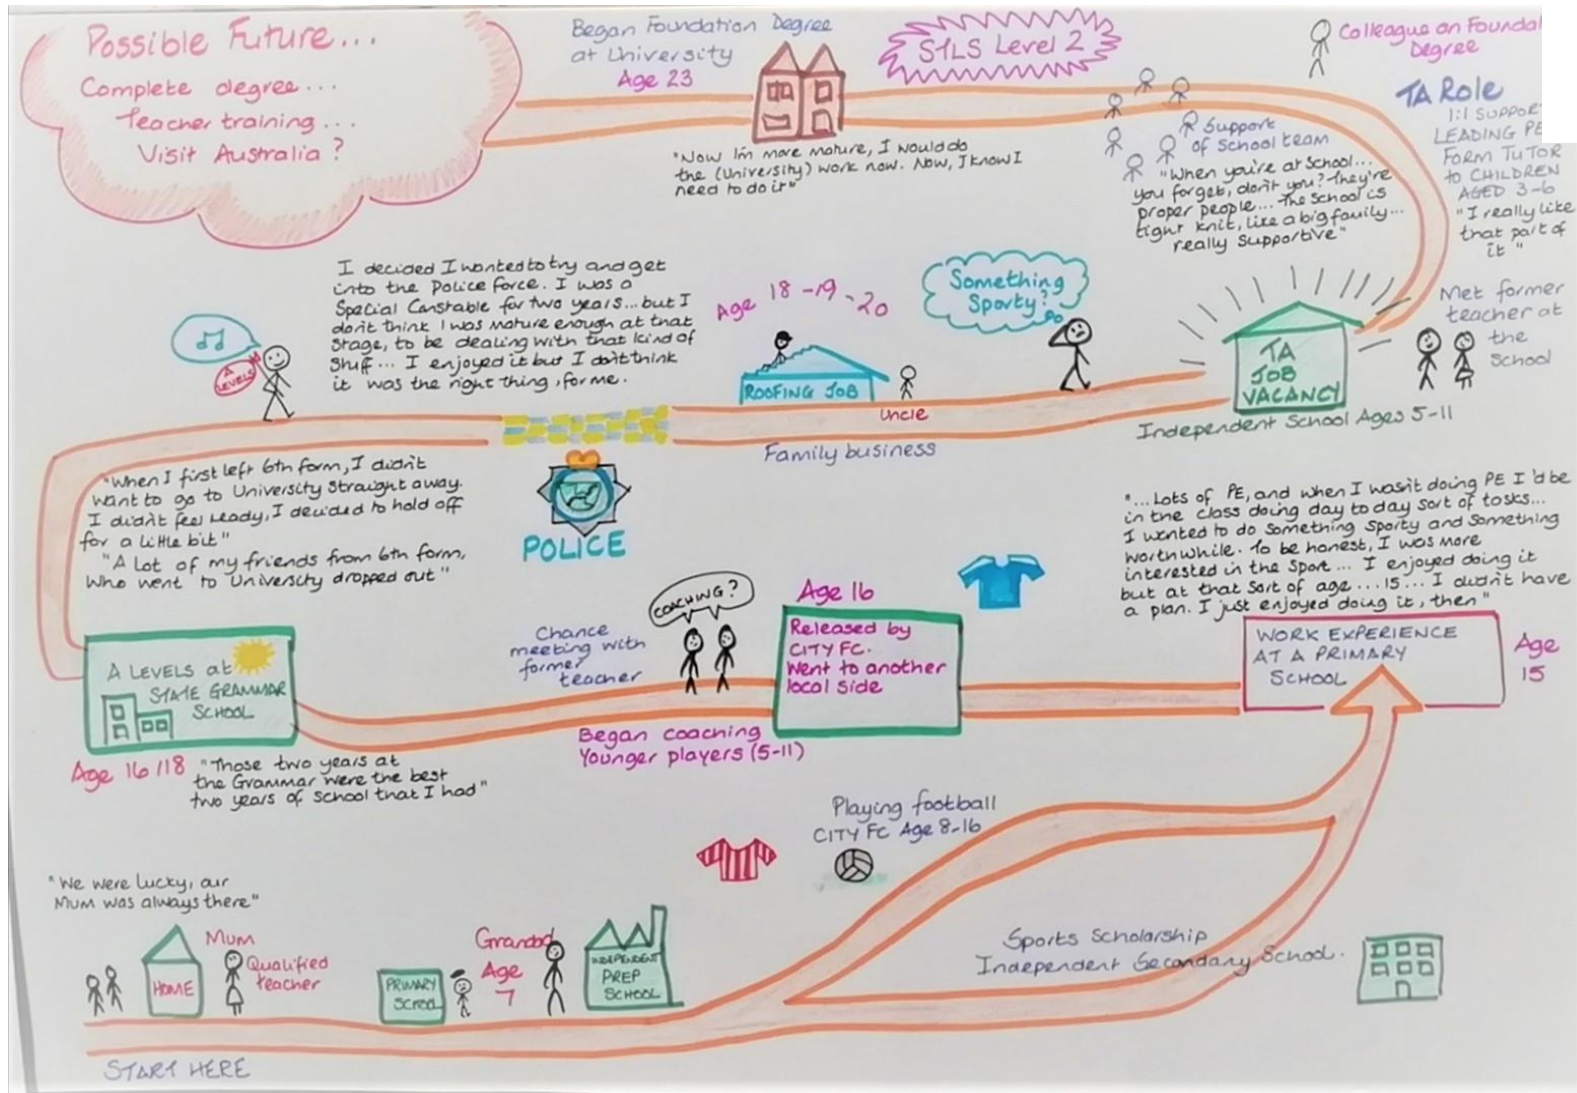 Possible Future...
Complete degree...
Teacher training...
Visit Australia?
Began Foundation Degree
at University
Age 23
STLS Level 2
Colleague on Foundat
Degree
TA Role
1:1 SUPPOR
LEADING PE
FORM TUTOR
to CHILDREN
AGED 3-6
"I really like
that part of
it"
Support
of School team
"When you're at School...
you forget, don't you? They're
proper people... The School is
tight knit, like a big family...
really supportive"
"Now I'm more mature, I would do
the (University) work now. Now, I know I
need to do it"
Met former
teacher at
the
School
TA
JOB
VACANCY
Independent School Ages 5-11
Something
Sporty?
Age 18-19-20
ROOFING JOB
Uncle
Family business
I decided I wanted to try and get
into the Police force. I was a
Special Constable for two years... but I
don't think I was mature enough at that
stage, to be dealing with that kind of
stuff... I enjoyed it but I don't think
it was the right thing, for me.
POLICE
A
LEVELS
"When I first left 6th form, I didn't
want to go to University straight away.
I didn't feel ready, I decided to hold off
for a little bit"
"A lot of my friends from 6th form,
who went to University dropped out"
A LEVELS at
STATE GRAMMAR
SCHOOL
Age 16/18
"Those two years at
the Grammar were the best
two years of School that I had"
Chance
meeting with
former
teacher
COACHING?
Began coaching
Younger players (5-11)
Age 16
Released by
CITY FC.
Went to another
local side
"...Lots of PE, and when I wasn't doing PE I'd be
in the class doing day to day sort of tasks...
I wanted to do something sporty and something
worthwhile. To be honest, I was more
interested in the sport... I enjoyed doing it
but at that sort of age....15... I didn't have
a plan. I just enjoyed doing it, then"
WORK EXPERIENCE
AT A PRIMARY
SCHOOL
Age
15
Playing football
CITY FC Age 8-16
Sports Scholarship
Independent Secondary School.
"We were lucky, our
Mum was always there"
HOME
Mum
Qualified
teacher
PRIMARY
SCHOOL
Grandad
Age
7
INDEPENDENT
PREP
SCHOOL
START HERE